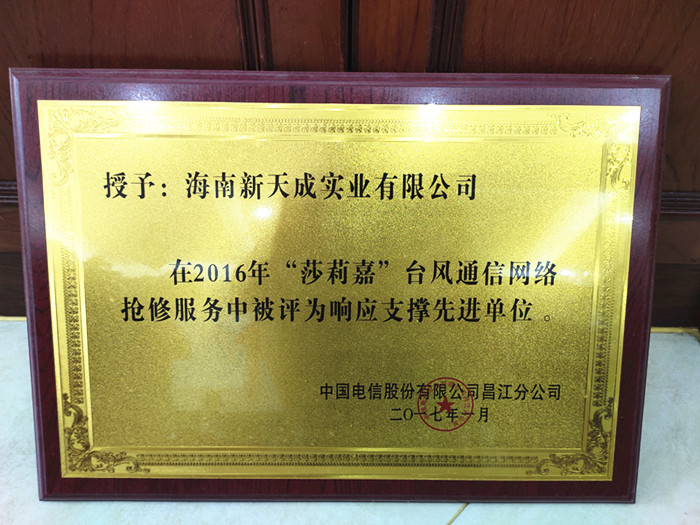 授予：海南新天成实业有限公司
在2016年“莎莉嘉”台风通信网络
抢修服务中被评为响应支撑先进单位。
中国电信股份有限公司昌江分公司
二〇一七年一月